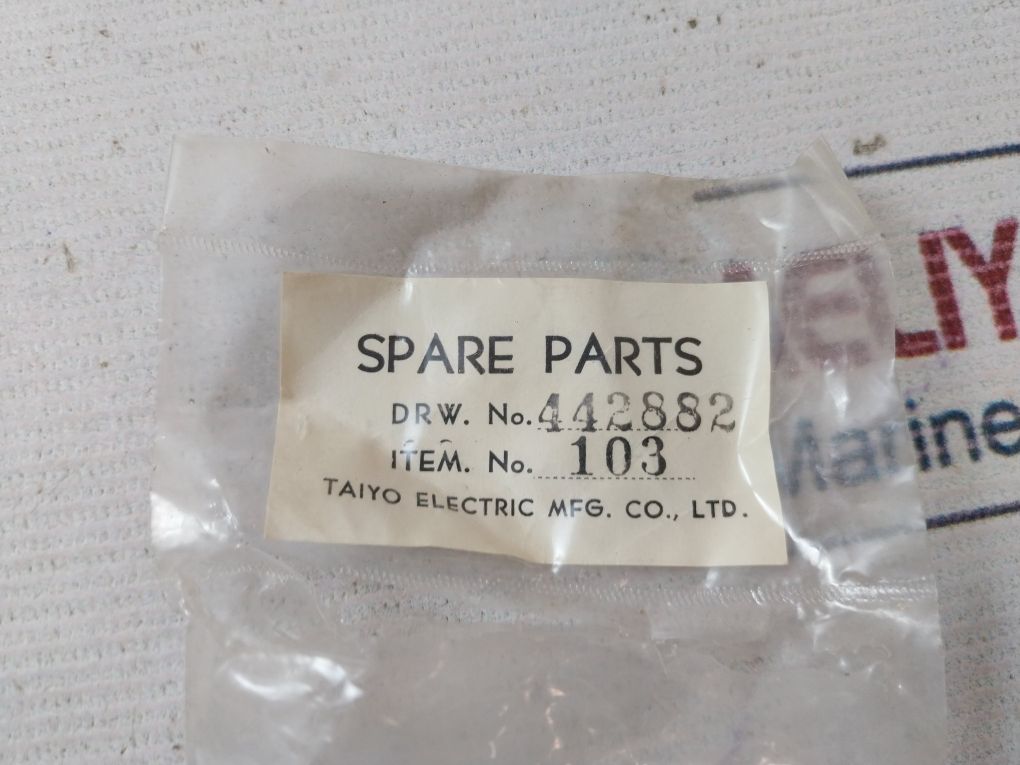 SPARE PARTS
DRW. No. 442882
ITEM. No. 103
TAIYO ELECTRIC MFG. CO., LTD.
Marine